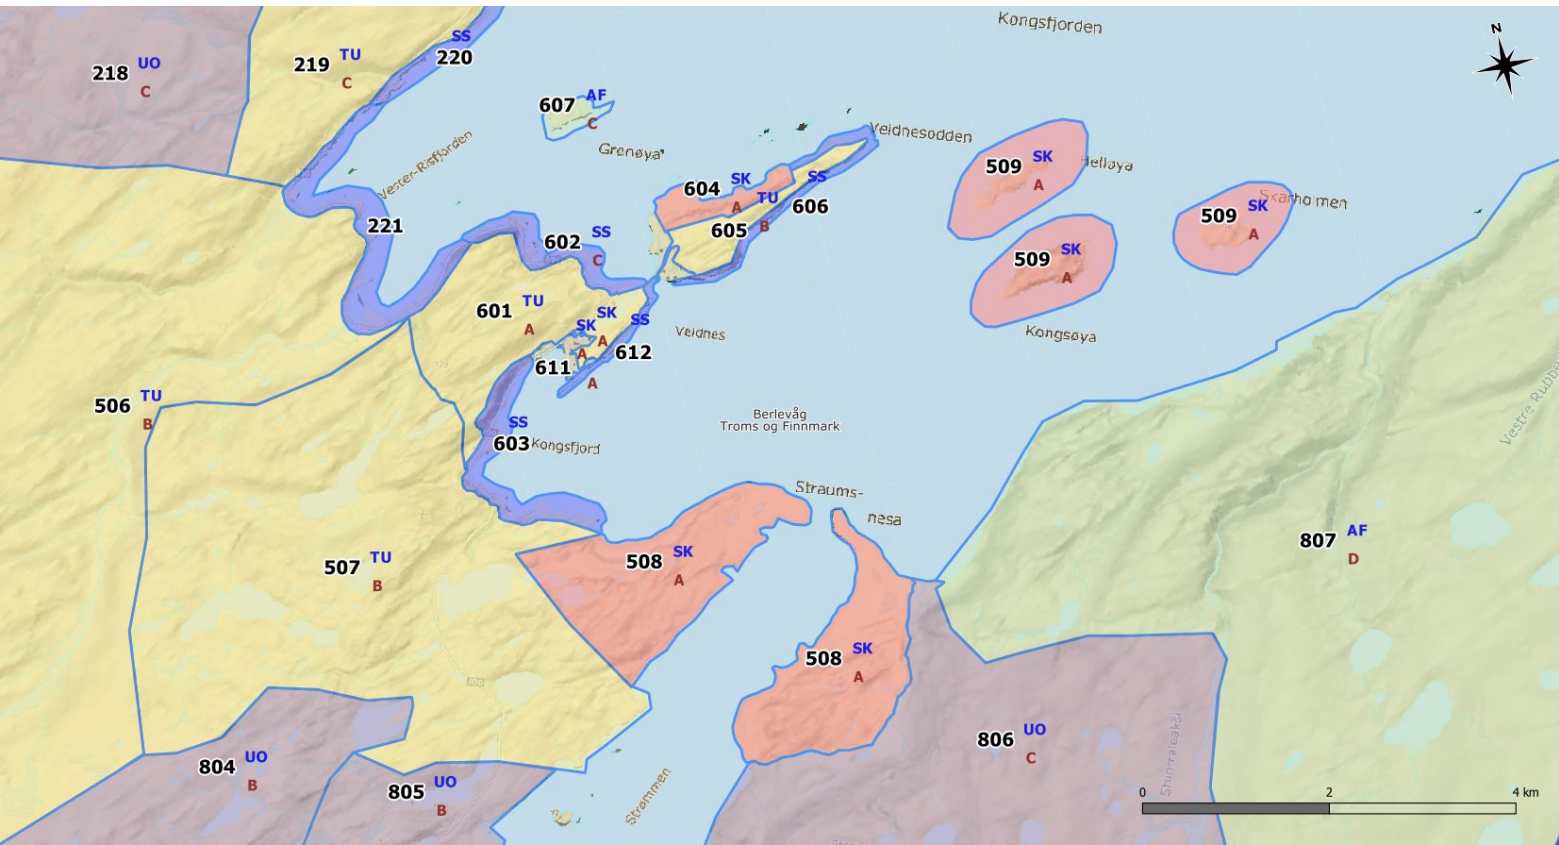 Kongsfjorden
N
SS
220
UO
218
C
TU
219
C
AF
607
C
Veidnesodden
Vester-Risfjorden
Grenøya
SK
604
A
SS
TU
606
605
B
SK
509
A
Helløya
SK
509
A
Skarholmen
221
SS
602
C
SK
509
A
Kongsøya
TU
601
A
SK
SK
SS
A
A
612
611
A
Veidnes
TU
506
B
SS
603
Kongsfjord
Berlevåg
Troms og Finnmark
Straums-
nesa
AF
807
D
SK
508
A
TU
507
B
SK
508
A
UO
806
C
UO
804
B
UO
805
B
Strømmen
0 2 4 km